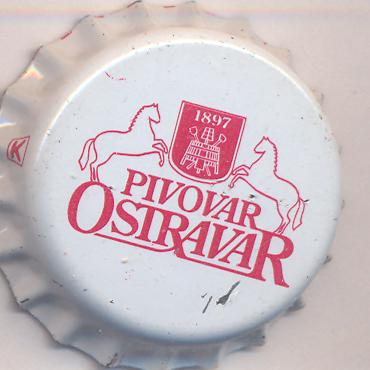 1897
PIVOVAR
OSTRAVAR
K